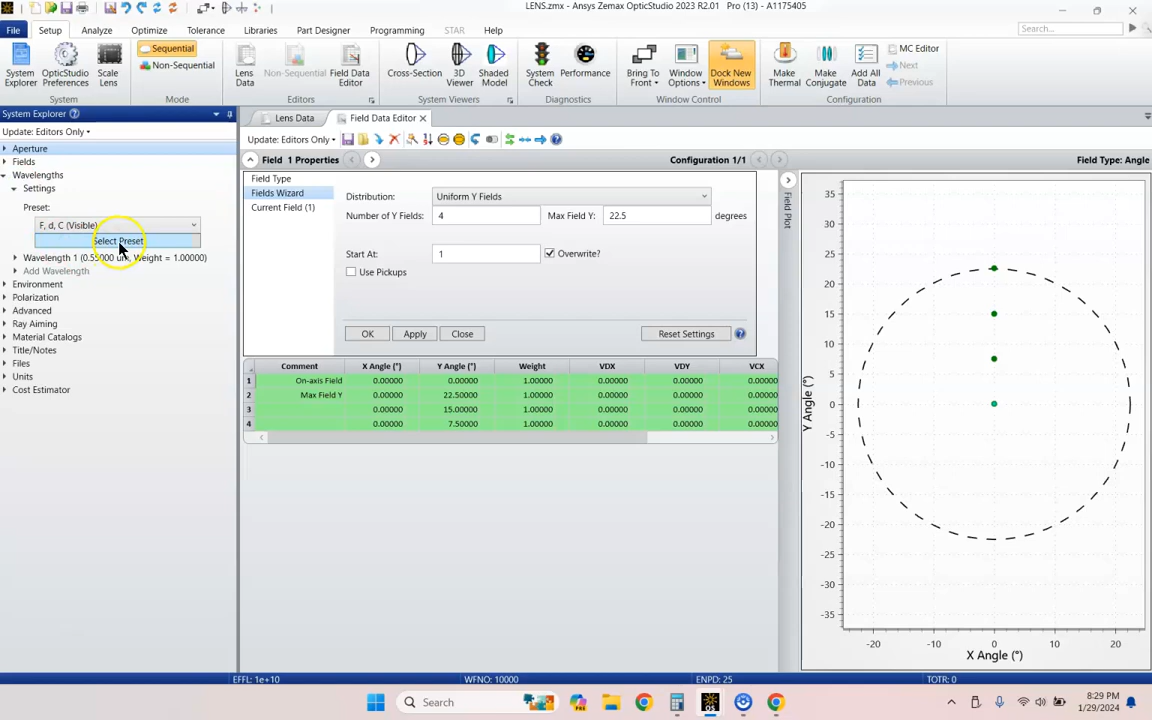 LENS.zmx - Ansys Zemax OpticStudio 2023 R2.01 Pro (13) - A1175405
File Setup Analyze Optimize Tolerance Libraries Part Designer Programming STAR Help Search...
System Explorer OpticStudio Preferences Scale Lens Sequential Non-Sequential Lens Data Non-Sequential Field Data Editor Cross-Section 3D Viewer Shaded Model System Check Performance Bring To Front Window Options Dock New Windows Make Thermal Make Conjugate Add All Data MC Editor Next Previous
System Mode Editors System Viewers Diagnostics Window Control Configuration
System Explorer
Update: Editors Only
Aperture
Fields
Wavelengths
Settings
Preset:
F, d, C (Visible)
Select Preset
Wavelength 1 (0.55000 um, Weight = 1.00000)
Add Wavelength
Environment
Polarization
Advanced
Ray Aiming
Material Catalogs
Title/Notes
Files
Units
Cost Estimator
Lens Data Field Data Editor
Update: Editors Only
Field 1 Properties Configuration 1/1 Field Type: Angle
Field Type
Fields Wizard
Current Field (1)
Distribution: Uniform Y Fields
Number of Y Fields: 4 Max Field Y: 22.5 degrees
Start At: 1 Overwrite?
Use Pickups
OK Apply Close Reset Settings
Comment X Angle (°) Y Angle (°) Weight VDX VDY VCX
1 On-axis Field 0.00000 0.00000 1.00000 0.00000 0.00000 0.00000
2 Max Field Y 0.00000 22.50000 1.00000 0.00000 0.00000 0.00000
3 0.00000 15.00000 1.00000 0.00000 0.00000 0.00000
4 0.00000 7.50000 1.00000 0.00000 0.00000 0.00000
Field Plot
Y Angle (°)
35
30
25
20
15
10
5
0
-5
-10
-15
-20
-25
-30
-35
-20 -10 0 10 20
X Angle (°)
EFFL: 1e+10 WFNO: 10000 ENPD: 25 TOTR: 0
Search
8:29 PM
1/29/2024